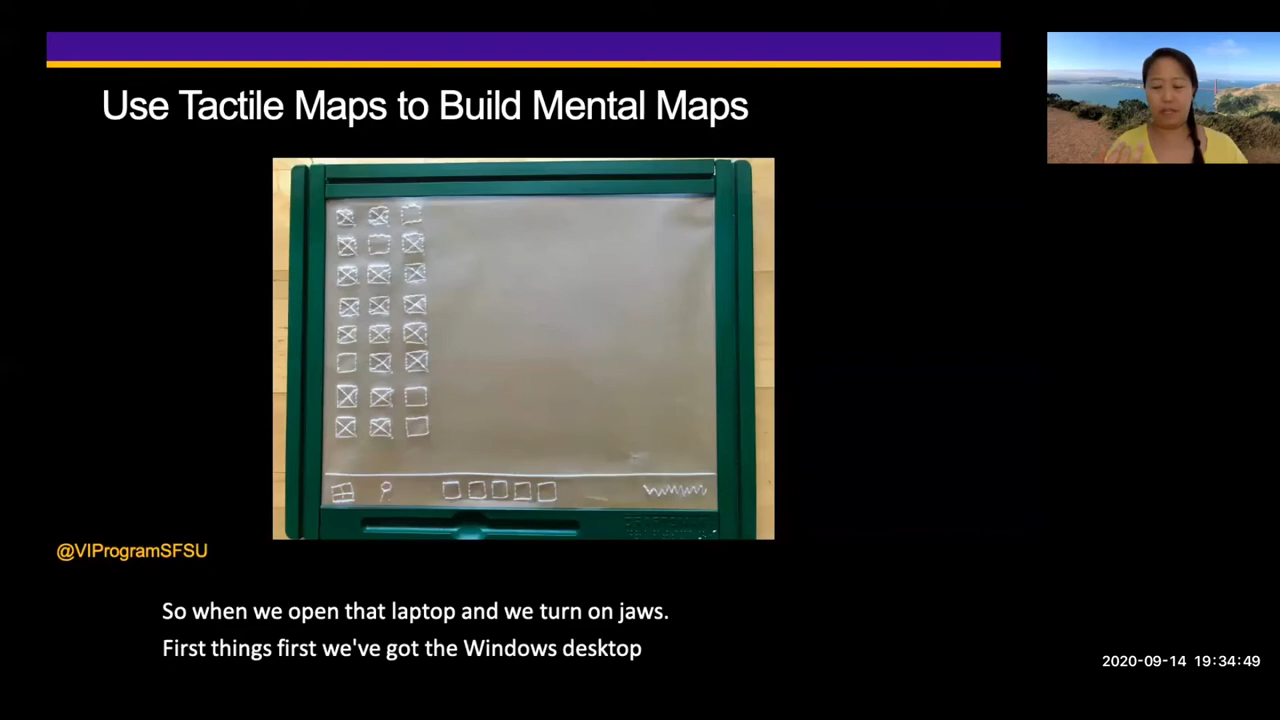 Use Tactile Maps to Build Mental Maps
@VIProgramSFSU
So when we open that laptop and we turn on jaws.
First things first we've got the Windows desktop
2020-09-14 19:34:49